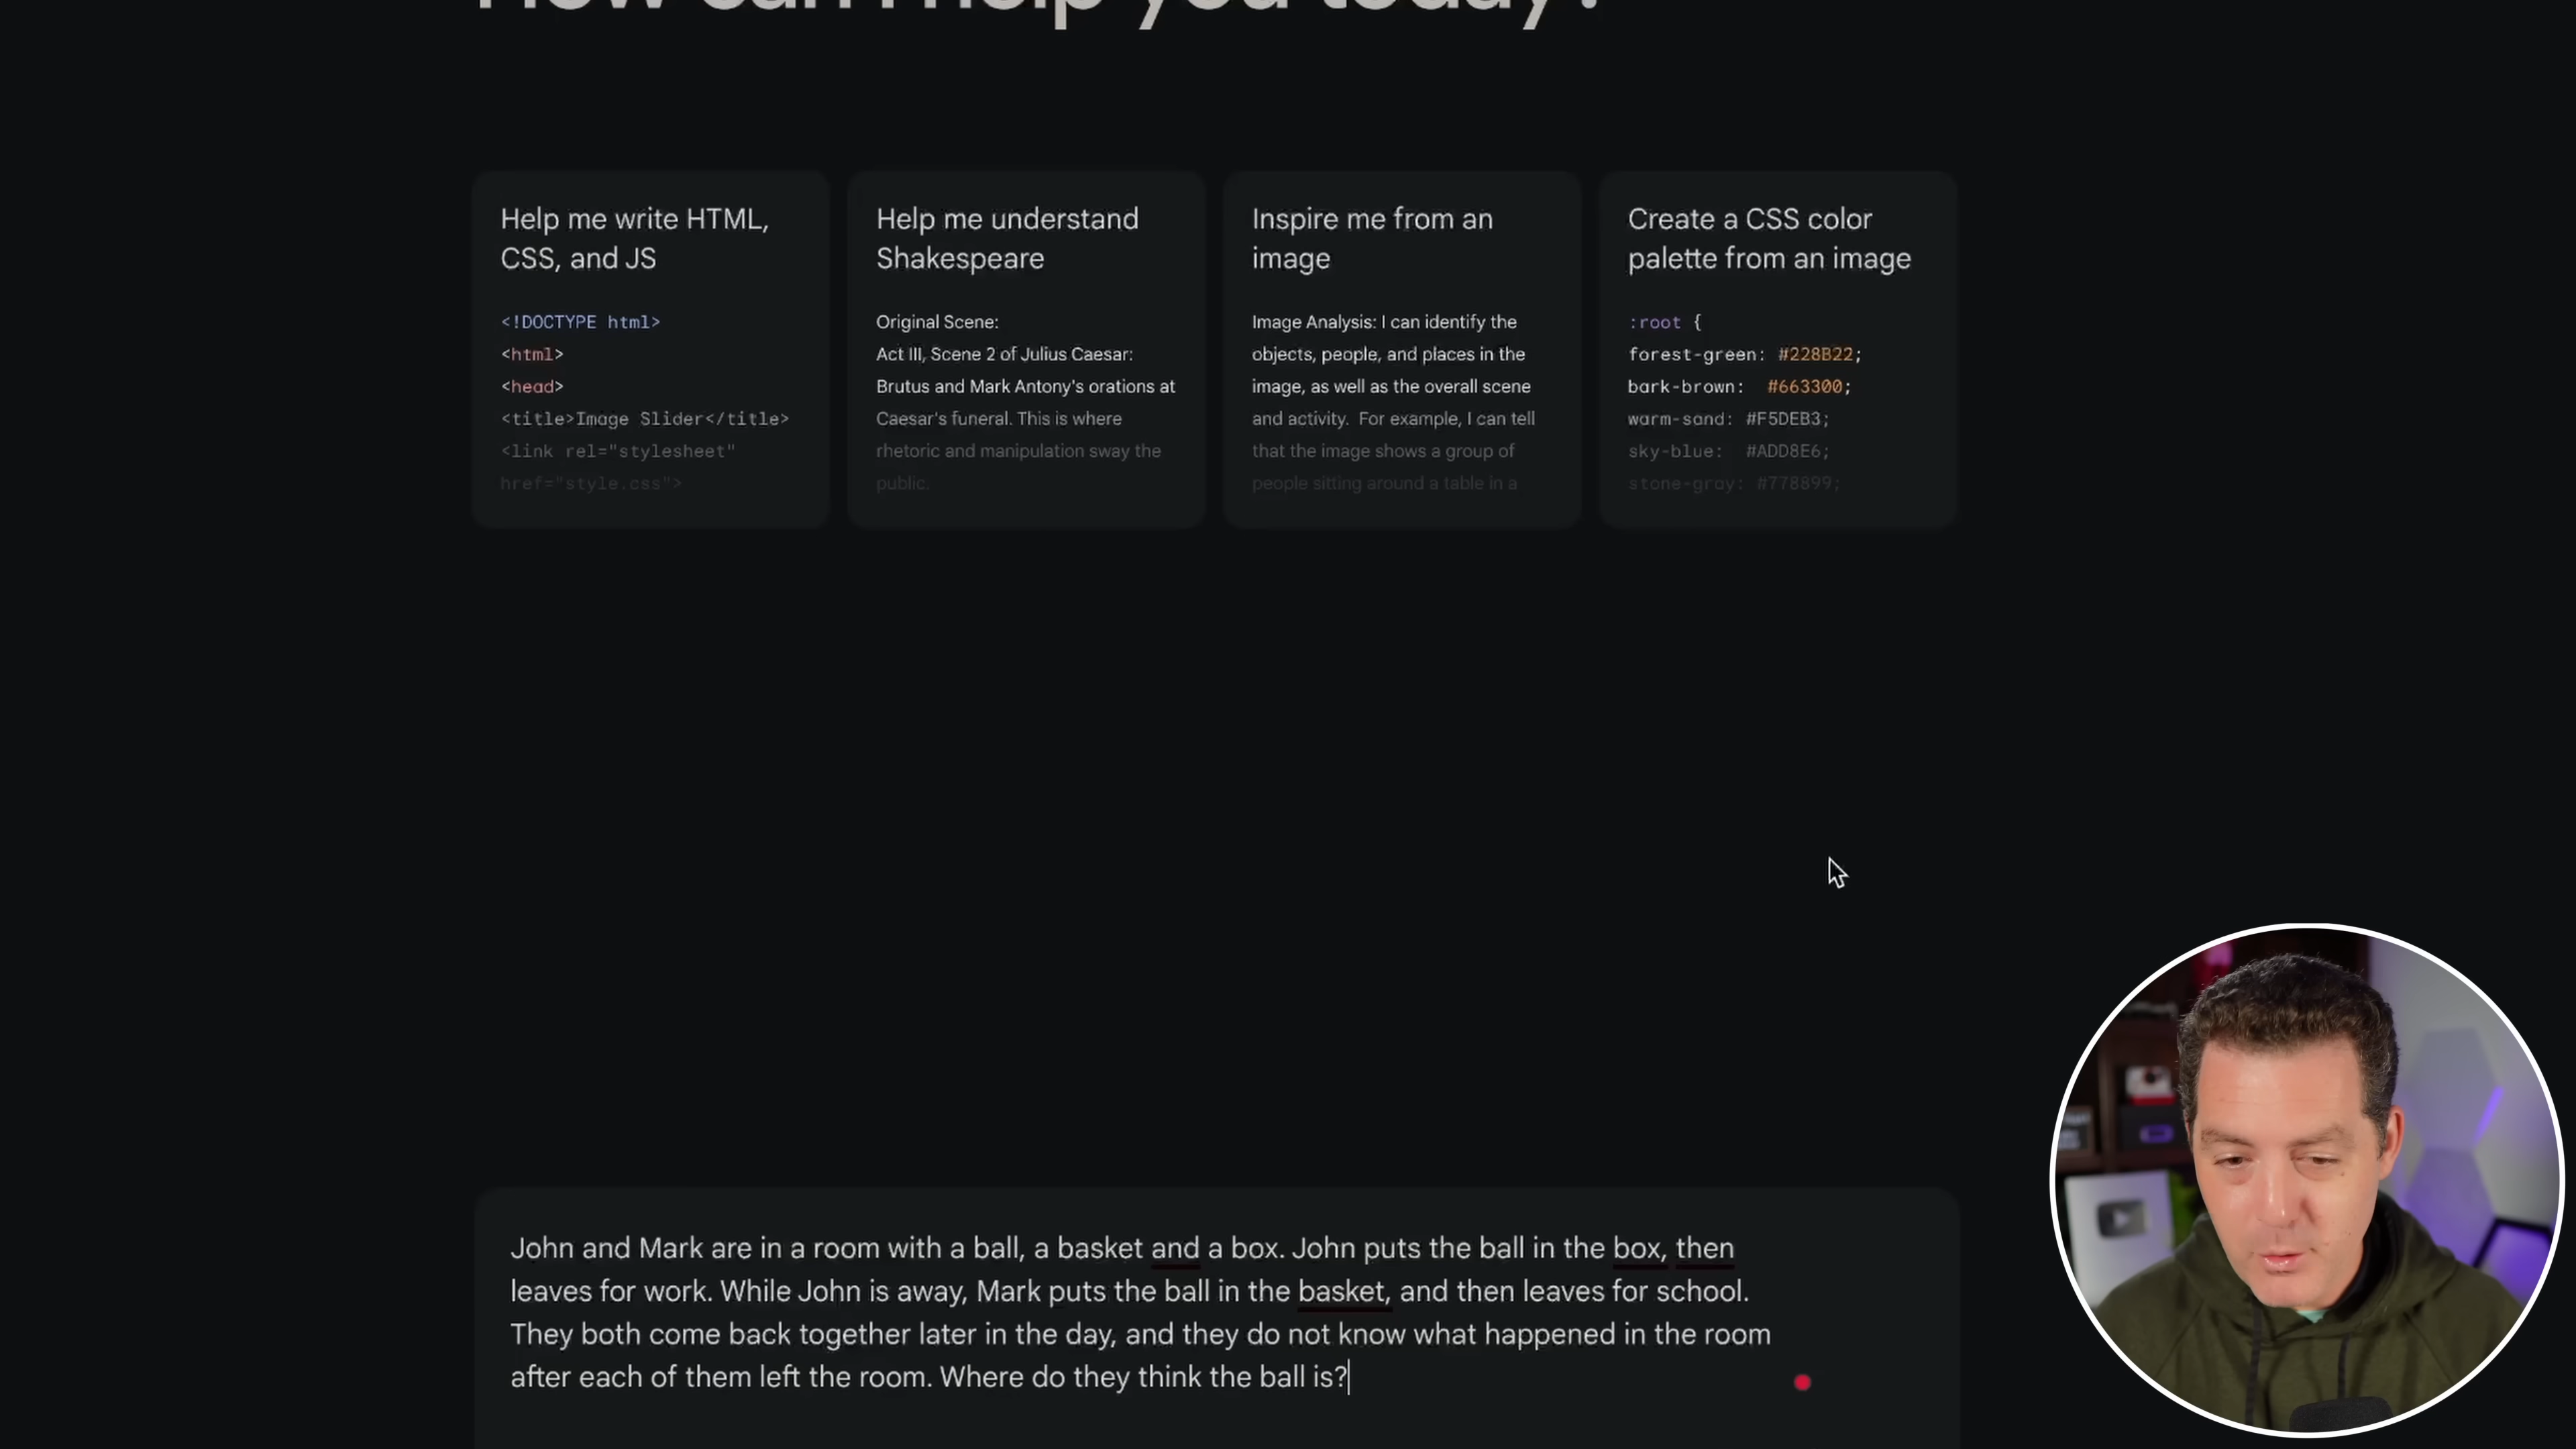 How can I help you today?
Help me write HTML,
CSS, and JS
<!DOCTYPE html>
<html>
<head>
<title>Image Slider</title>
<link rel="stylesheet"
href="style.css">
Help me understand
Shakespeare
Original Scene:
Act III, Scene 2 of Julius Caesar:
Brutus and Mark Antony's orations at
Caesar's funeral. This is where
rhetoric and manipulation sway the
public.
Inspire me from an
image
Image Analysis: I can identify the
objects, people, and places in the
image, as well as the overall scene
and activity. For example, I can tell
that the image shows a group of
people sitting around a table in a
Create a CSS color
palette from an image
:root {
forest-green: #228B22;
bark-brown: #663300;
warm-sand: #F5DEB3;
sky-blue: #ADD8E6;
stone-gray: #778899;
John and Mark are in a room with a ball, a basket and a box. John puts the ball in the box, then
leaves for work. While John is away, Mark puts the ball in the basket, and then leaves for school.
They both come back together later in the day, and they do not know what happened in the room
after each of them left the room. Where do they think the ball is?